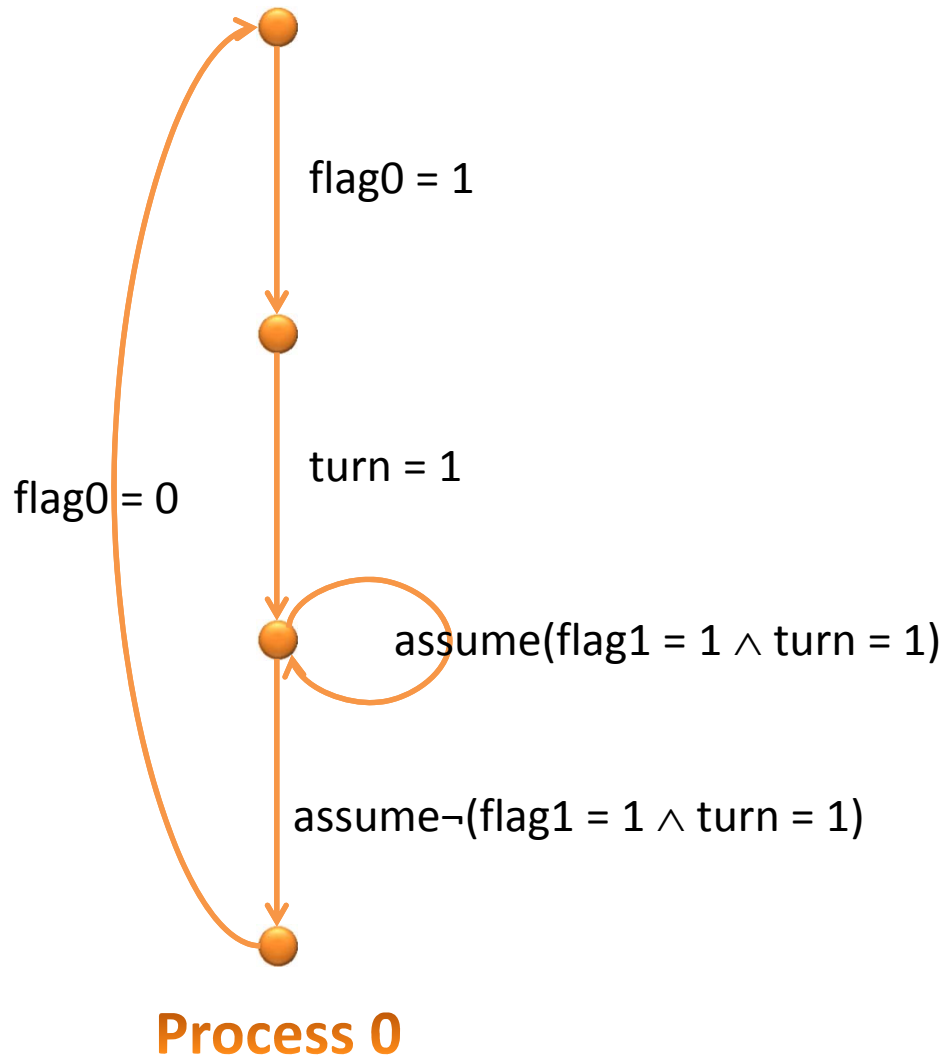 flag0 = 1
turn = 1
flag0 = 0
assume(flag1 = 1 ∧ turn = 1)
assume¬(flag1 = 1 ∧ turn = 1)
Process 0